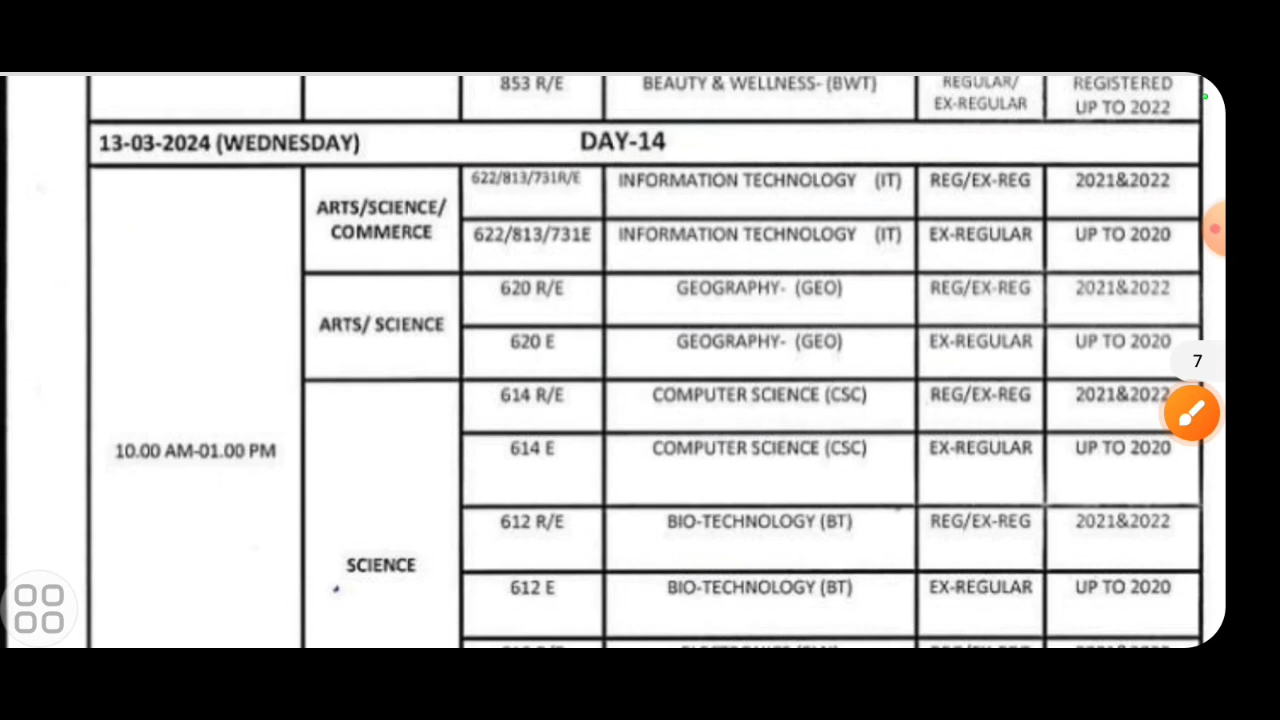 853 R/E BEAUTY & WELLNESS- (BWT) REGULAR/ EX-REGULAR REGISTERED UP TO 2022
13-03-2024 (WEDNESDAY) DAY-14
10.00 AM-01.00 PM
ARTS/SCIENCE/
COMMERCE
622/813/731R/E INFORMATION TECHNOLOGY (IT) REG/EX-REG 2021&2022
622/813/731E INFORMATION TECHNOLOGY (IT) EX-REGULAR UP TO 2020
ARTS/ SCIENCE
620 R/E GEOGRAPHY- (GEO) REG/EX-REG 2021&2022
620 E GEOGRAPHY- (GEO) EX-REGULAR UP TO 2020
7
SCIENCE
614 R/E COMPUTER SCIENCE (CSC) REG/EX-REG 2021&2022
614 E COMPUTER SCIENCE (CSC) EX-REGULAR UP TO 2020
612 R/E BIO-TECHNOLOGY (BT) REG/EX-REG 2021&2022
612 E BIO-TECHNOLOGY (BT) EX-REGULAR UP TO 2020